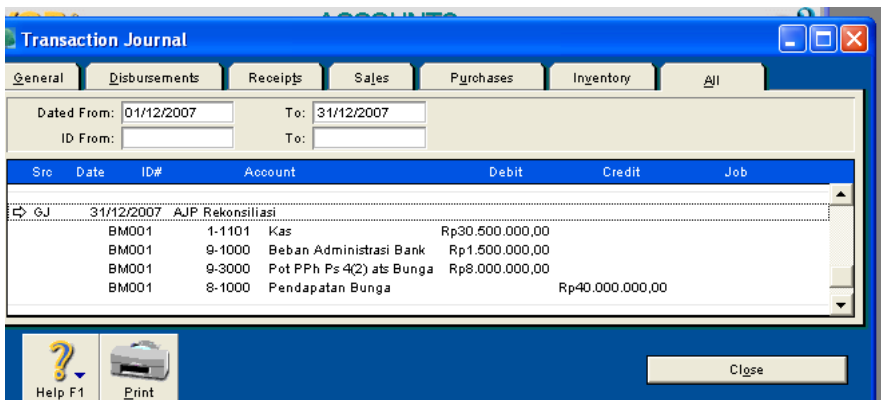 ACCOUNTS
Transaction Journal
General Disbursements Receipts Sales Purchases Inventory All
Dated From: 01/12/2007 To: 31/12/2007
ID From: To:
Src Date ID# Account Debit Credit Job
GJ 31/12/2007 AJP Rekonsiliasi
BM001 1-1101 Kas Rp30.500.000,00
BM001 9-1000 Beban Administrasi Bank Rp1.500.000,00
BM001 9-3000 Pot PPh Ps 4(2) ats Bunga Rp8.000.000,00
BM001 8-1000 Pendapatan Bunga Rp40.000.000,00
Help F1 Print Close